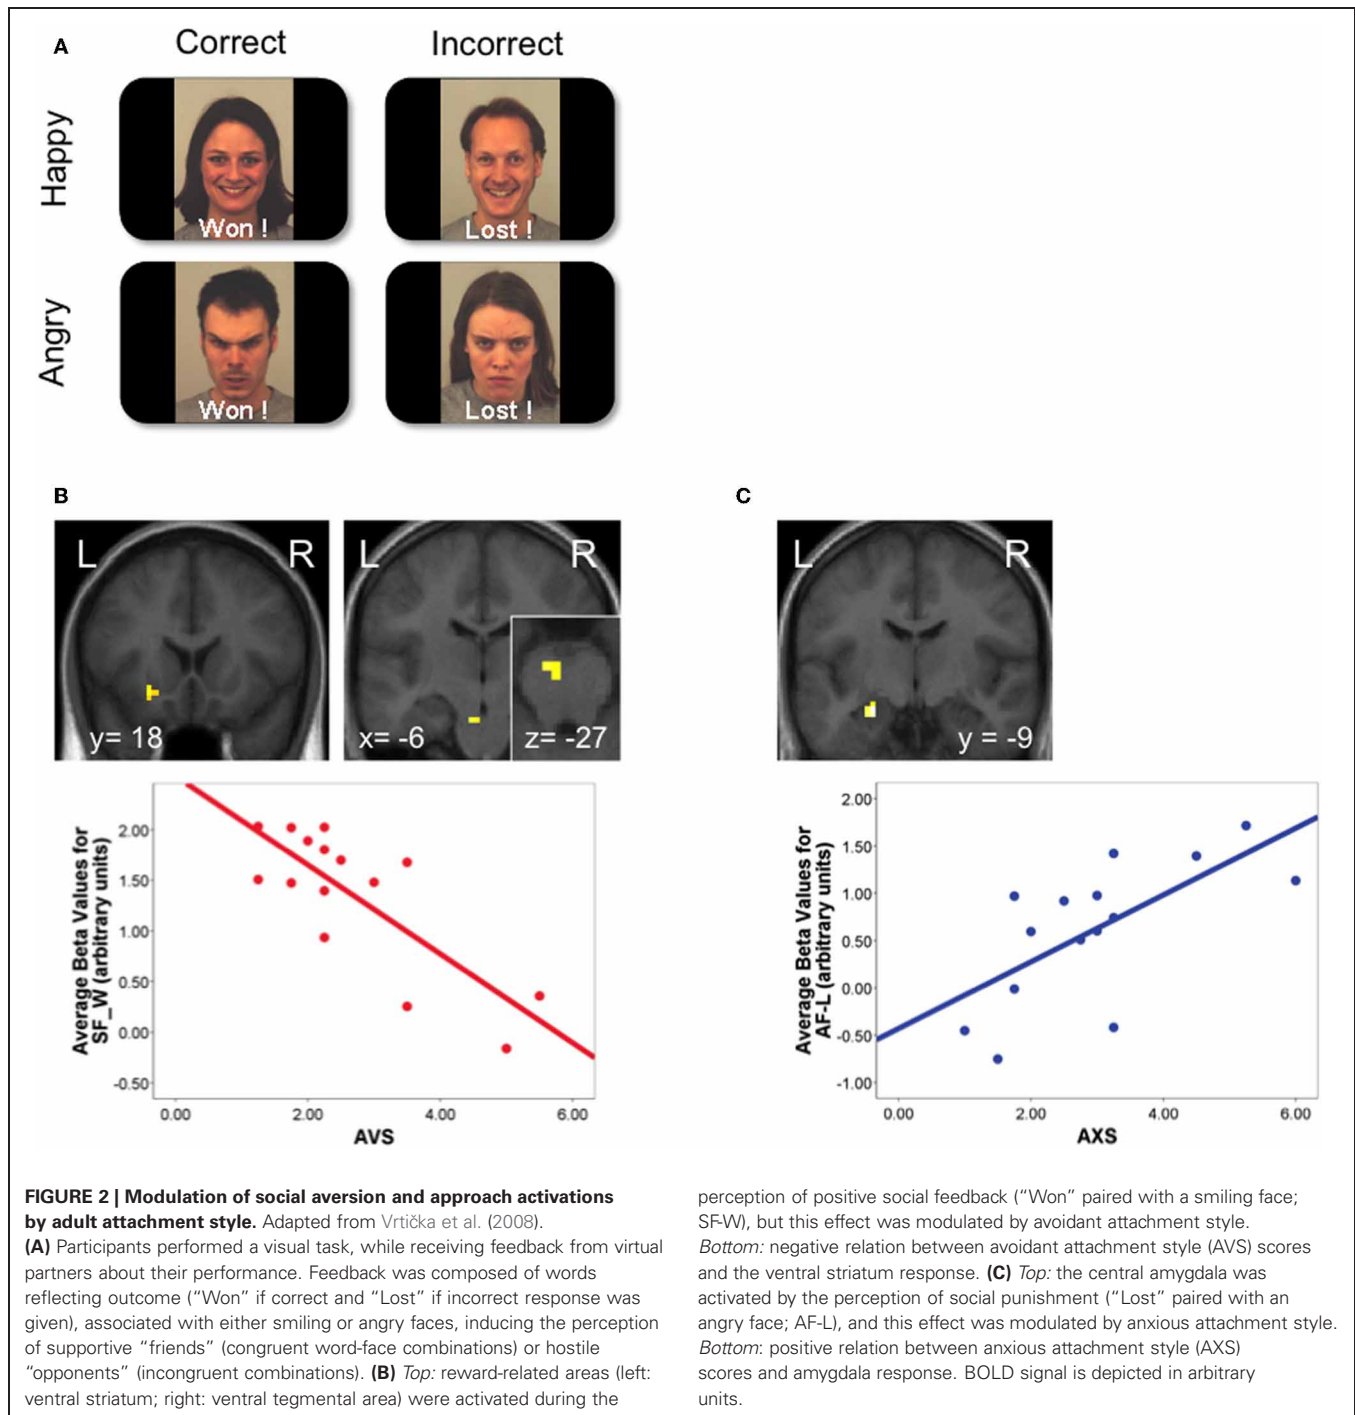 A
Correct
Incorrect
Happy
Won !
Lost !
Angry
Won !
Lost !
B
L
R
y= 18
L
R
x= -6
z= -27
Average Beta Values for
SF_W (arbitrary units)
2.00
1.50
1.00
0.50
0.00
-0.50
0.00
2.00
4.00
6.00
AVS
C
L
R
y = -9
Average Beta Values for
AF-L (arbitrary units)
2.00
1.50
1.00
0.50
0.00
-0.50
-1.00
0.00
2.00
4.00
6.00
AXS
FIGURE 2 | Modulation of social aversion and approach activations
by adult attachment style. Adapted from Vrtička et al. (2008).
(A) Participants performed a visual task, while receiving feedback from virtual
partners about their performance. Feedback was composed of words
reflecting outcome (“Won” if correct and “Lost” if incorrect response was
given), associated with either smiling or angry faces, inducing the perception
of supportive “friends” (congruent word-face combinations) or hostile
“opponents” (incongruent combinations). (B) Top: reward-related areas (left:
ventral striatum; right: ventral tegmental area) were activated during the
perception of positive social feedback (“Won” paired with a smiling face;
SF-W), but this effect was modulated by avoidant attachment style.
Bottom: negative relation between avoidant attachment style (AVS) scores
and the ventral striatum response. (C) Top: the central amygdala was
activated by the perception of social punishment (“Lost” paired with an
angry face; AF-L), and this effect was modulated by anxious attachment style.
Bottom: positive relation between anxious attachment style (AXS)
scores and amygdala response. BOLD signal is depicted in arbitrary
units.